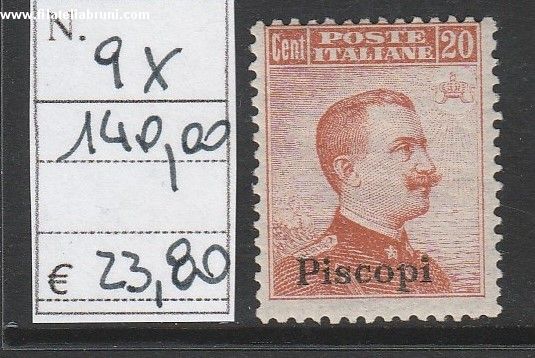 www.filateliabruni.com
N.
9 X
140,00
€ 23,80
Cent POSTE ITALIANE 20
Piscopi